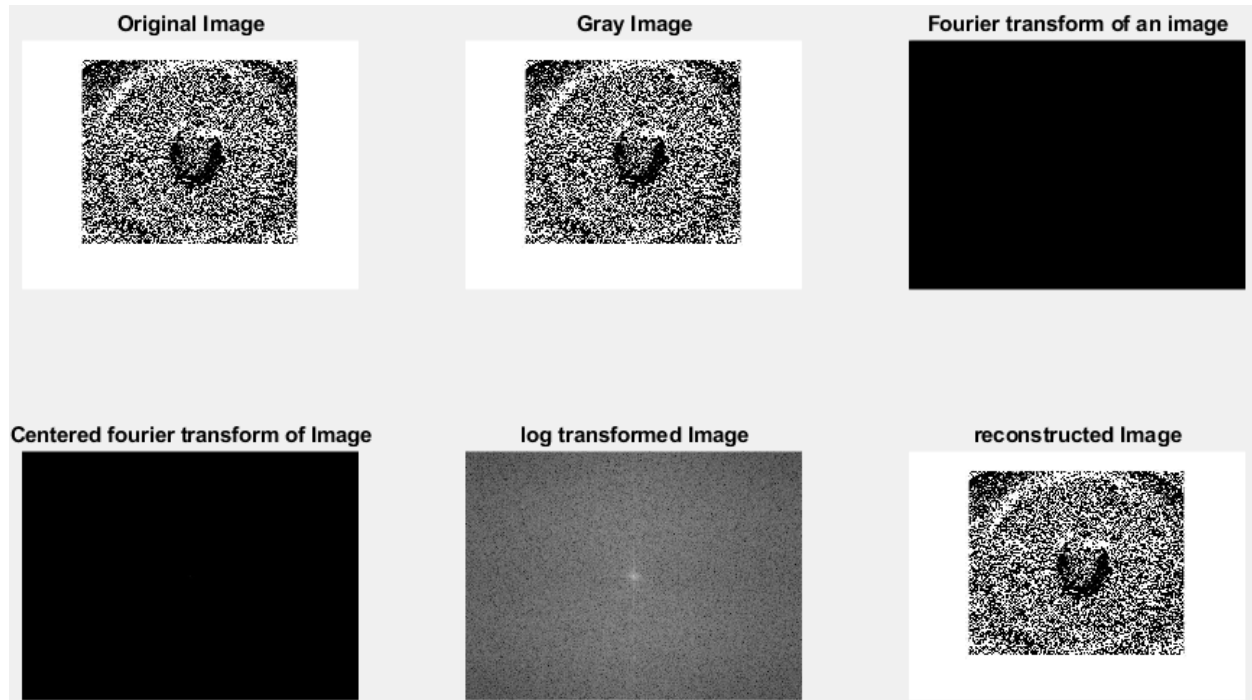 Original Image
Gray Image
Fourier transform of an image
Centered fourier transform of Image
log transformed Image
reconstructed Image